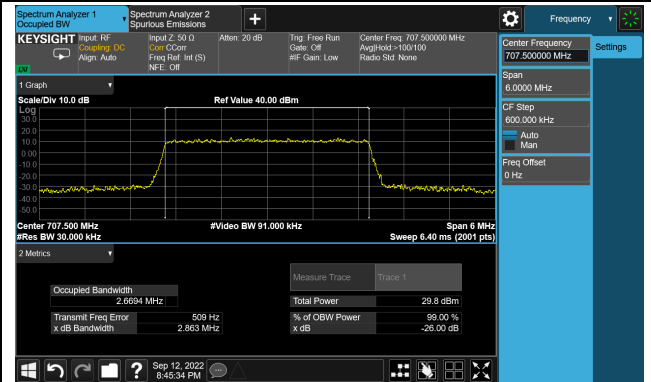 Spectrum Analyzer 1
Occupied BW
Spectrum Analyzer 2
Spurious Emissions
+
Frequency
KEYSIGHT
Input: RF
Coupling: DC
Align: Auto
Input Z: 50 Ω
Corr CCorr
Freq Ref: Int (S)
NFE: Off
Atten: 20 dB
Trig: Free Run
Gate: Off
#IF Gain: Low
Center Freq: 707.500000 MHz
Avg|Hold:>100/100
Radio Std: None
LXI
Center Frequency
707.500000 MHz
Settings
Span
6.0000 MHz
CF Step
600.000 kHz
Auto
Man
Freq Offset
0 Hz
1 Graph
Scale/Div 10.0 dB
Ref Value 40.00 dBm
Log
30.0
20.0
10.0
0.00
-10.0
-20.0
-30.0
-40.0
-50.0
Center 707.500 MHz
#Video BW 91.000 kHz
Span 6 MHz
#Res BW 30.000 kHz
Sweep 6.40 ms (2001 pts)
2 Metrics
Measure Trace
Trace 1
Occupied Bandwidth
2.6694 MHz
Total Power
29.8 dBm
Transmit Freq Error
509 Hz
% of OBW Power
99.00 %
x dB Bandwidth
2.863 MHz
x dB
-26.00 dB
?
Sep 12, 2022
8:45:34 PM